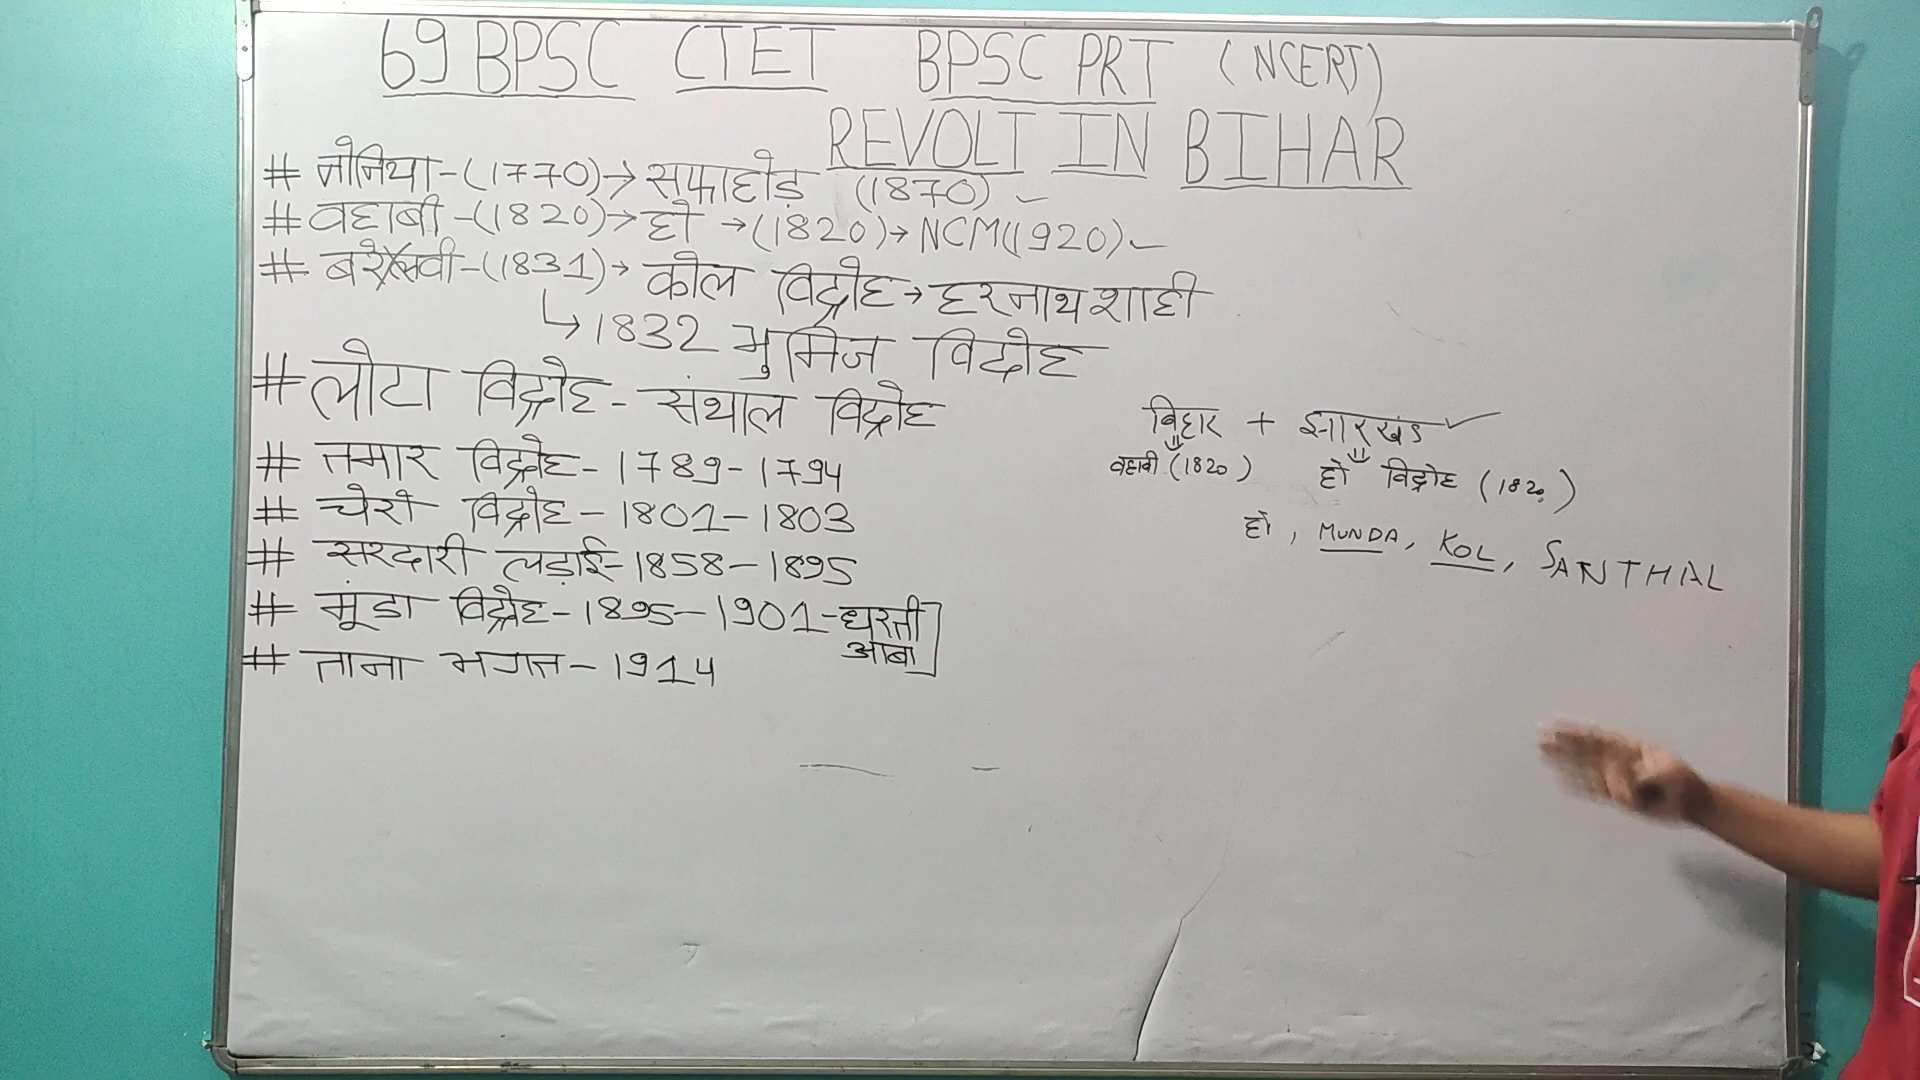 69 BPSC CTET BPSC PRT (NCERT)
REVOLT IN BIHAR
# नोनिया-(1770)→ सफाहोड़ (1870)
# वहाबी-(1820)→ हो →(1820)→ NCM(1920)
# -(1831)→ कोल विद्रोह → हरनाथ शाही
↳ 1832 भुमिज विद्रोह
# लोटा विद्रोह - संथाल विद्रोह
# तमार विद्रोह - 1789-1794
# चेरो विद्रोह - 1801-1803
# सरदारी लड़ाई - 1858-1895
# मुंडा विद्रोह - 1895-1901 - धरती
आबा
# ताना भगत - 1914
बिहार + झारखंड
वहाबी (1820) हो विद्रोह (1820)
हो, MUNDA, KOL, SANTHAL